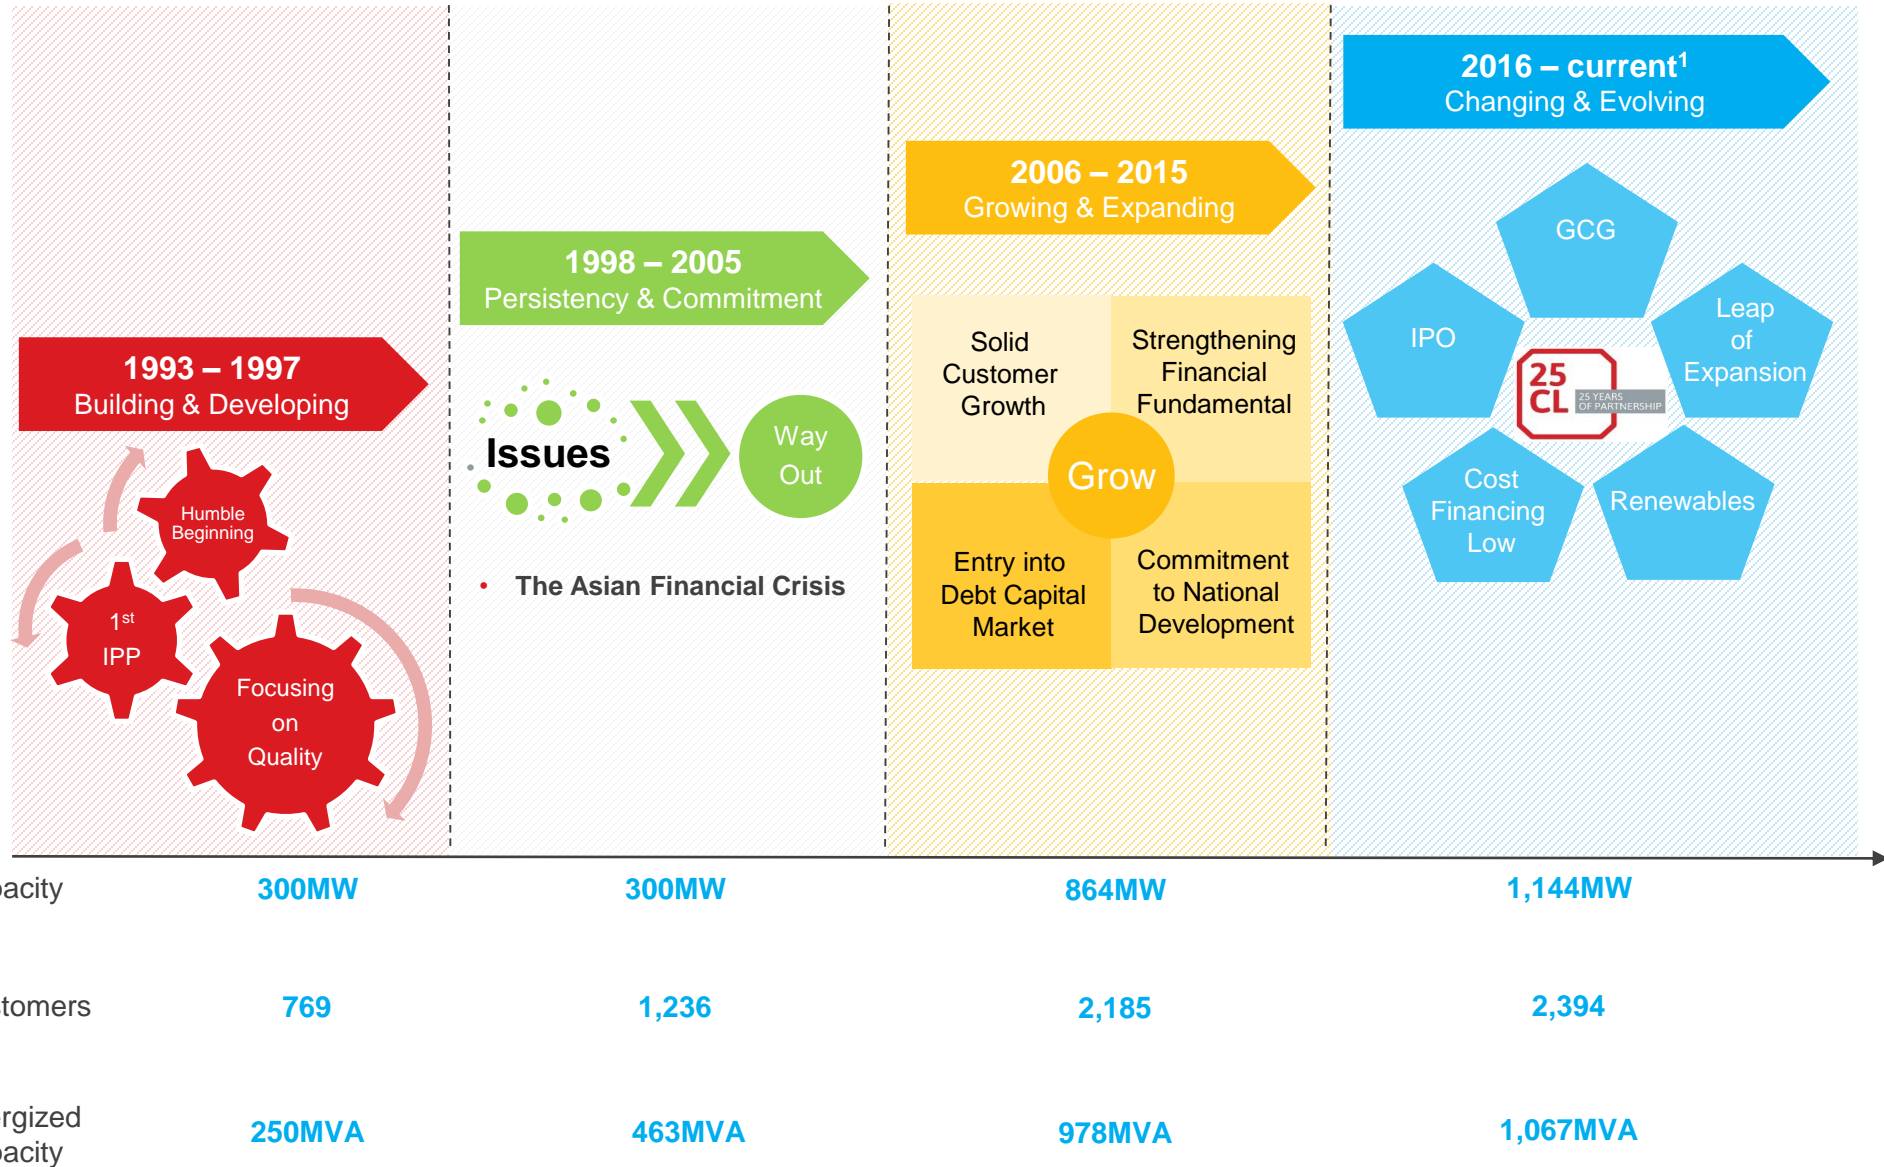 1993 – 1997
Building & Developing
Humble
Beginning
1st
IPP
Focusing
on
Quality
1998 – 2005
Persistency & Commitment
Issues
Way
Out
• The Asian Financial Crisis
2006 – 2015
Growing & Expanding
Solid
Customer
Growth
Strengthening
Financial
Fundamental
Grow
Entry into
Debt Capital
Market
Commitment
to National
Development
2016 – current1
Changing & Evolving
GCG
IPO
Leap
of
Expansion
25
CL
25 YEARS
OF PARTNERSHIP
Cost
Financing
Low
Renewables
pacity 300MW 300MW 864MW 1,144MW
stomers 769 1,236 2,185 2,394
ergized
pacity 250MVA 463MVA 978MVA 1,067MVA